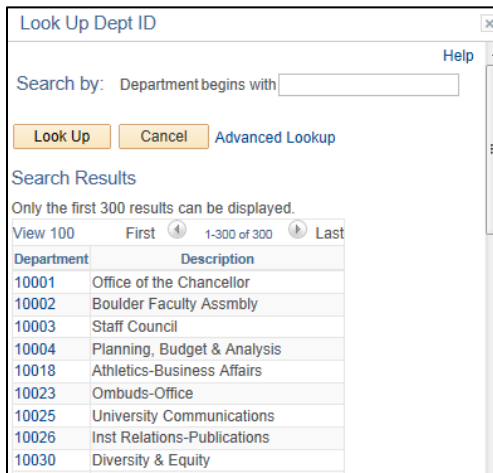 Look Up Dept ID
Help
Search by: Department begins with
Look Up Cancel Advanced Lookup
Search Results
Only the first 300 results can be displayed.
View 100 First 1-300 of 300 Last
Department Description
10001 Office of the Chancellor
10002 Boulder Faculty Assmbly
10003 Staff Council
10004 Planning, Budget & Analysis
10018 Athletics-Business Affairs
10023 Ombuds-Office
10025 University Communications
10026 Inst Relations-Publications
10030 Diversity & Equity